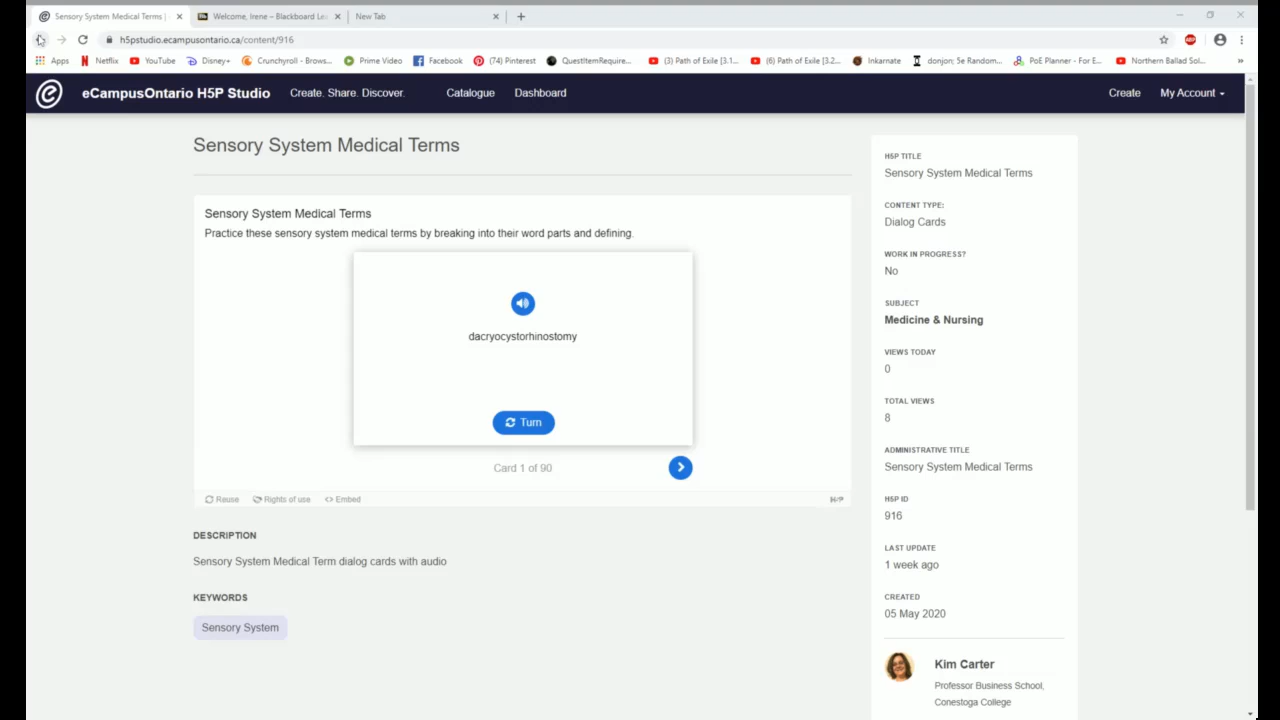 Sensory System Medical Terms |
Welcome, Irene – Blackboard Le
New Tab
h5pstudio.ecampusontario.ca/content/916
Apps Netflix YouTube Disney+ Crunchyroll - Brows... Prime Video Facebook (74) Pinterest QuestItemRequire... (3) Path of Exile [3.1... (6) Path of Exile [3.2... Inkarnate donjon; 5e Random... PoE Planner - For E... Northern Ballad Sol... »
eCampusOntario H5P Studio Create. Share. Discover. Catalogue Dashboard Create My Account
Sensory System Medical Terms
Sensory System Medical Terms
Practice these sensory system medical terms by breaking into their word parts and defining.
dacryocystorhinostomy
Turn
Card 1 of 90
Reuse Rights of use <> Embed H5P
DESCRIPTION
Sensory System Medical Term dialog cards with audio
KEYWORDS
Sensory System
H5P TITLE
Sensory System Medical Terms
CONTENT TYPE:
Dialog Cards
WORK IN PROGRESS?
No
SUBJECT
Medicine & Nursing
VIEWS TODAY
0
TOTAL VIEWS
8
ADMINISTRATIVE TITLE
Sensory System Medical Terms
H5P ID
916
LAST UPDATE
1 week ago
CREATED
05 May 2020
Kim Carter
Professor Business School,
Conestoga College